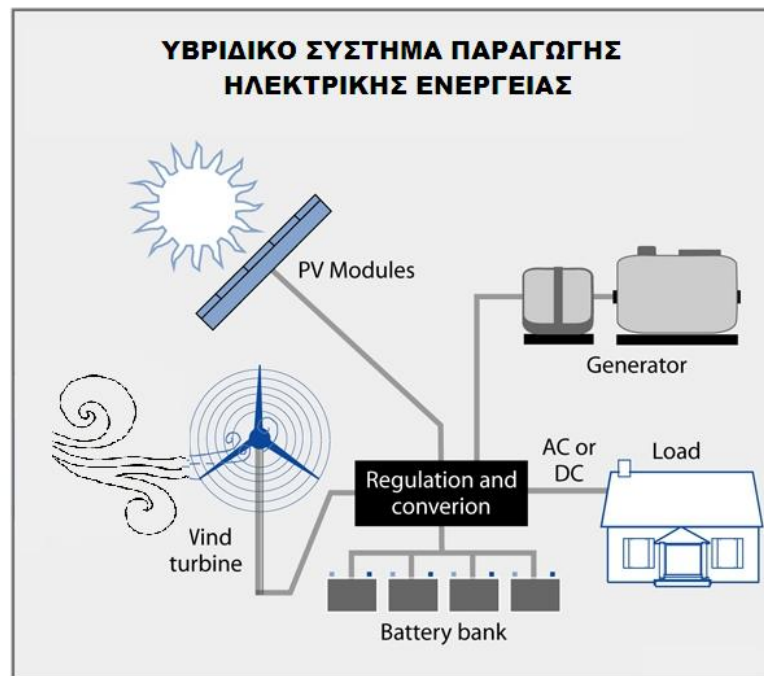 ΥΒΡΙΔΙΚΟ ΣΥΣΤΗΜΑ ΠΑΡΑΓΩΓΗΣ
ΗΛΕΚΤΡΙΚΗΣ ΕΝΕΡΓΕΙΑΣ
PV Modules
Generator
AC or
DC
Load
Regulation and
converion
Vind
turbine
Battery bank